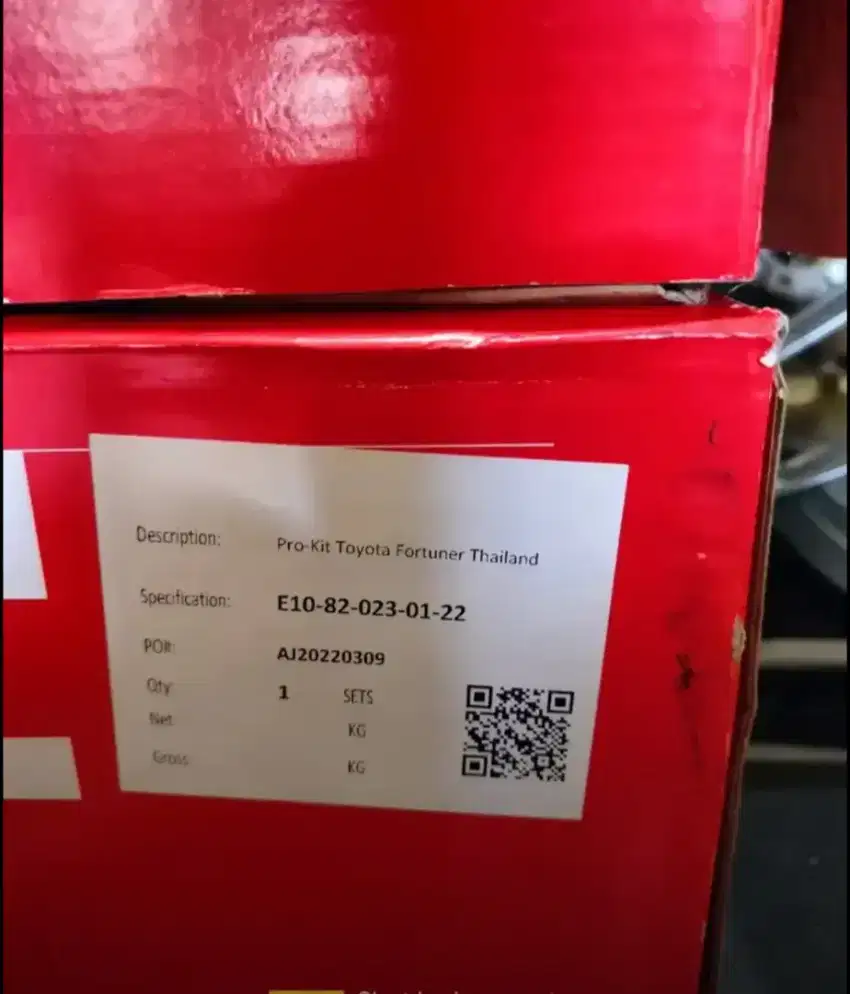 Description: Pro-Kit Toyota Fortuner Thailand
Specification: E10-82-023-01-22
PO#: AJ20220309
Qty 1 SETS
Net KG
Gross KG